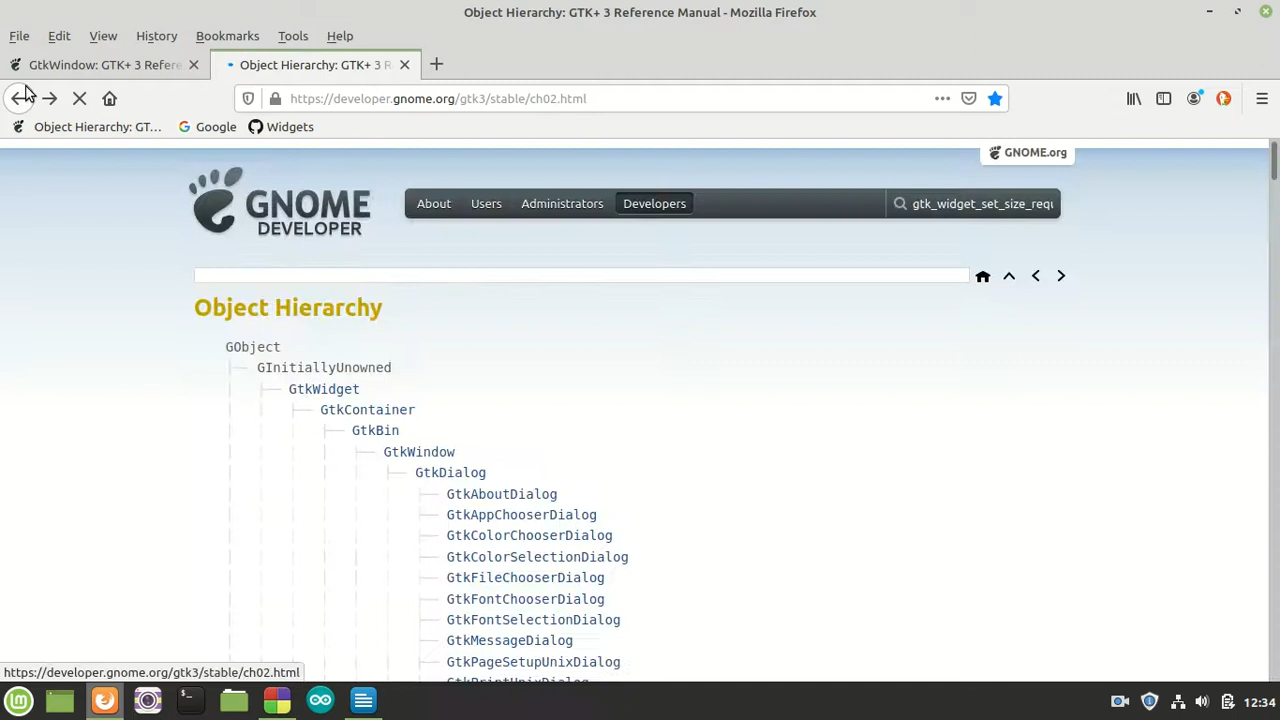 Object Hierarchy: GTK+ 3 Reference Manual - Mozilla Firefox
File Edit View History Bookmarks Tools Help
GtkWindow: GTK+ 3 Refere
Object Hierarchy: GTK+ 3 R
https://developer.gnome.org/gtk3/stable/ch02.html
Object Hierarchy: GT... Google Widgets
GNOME.org
GNOME
DEVELOPER
About Users Administrators Developers gtk_widget_set_size_requ
Object Hierarchy
GObject
GInitiallyUnowned
GtkWidget
GtkContainer
GtkBin
GtkWindow
GtkDialog
GtkAboutDialog
GtkAppChooserDialog
GtkColorChooserDialog
GtkColorSelectionDialog
GtkFileChooserDialog
GtkFontChooserDialog
GtkFontSelectionDialog
GtkMessageDialog
GtkPageSetupUnixDialog
GtkPrintUnixDialog
https://developer.gnome.org/gtk3/stable/ch02.html
12:34